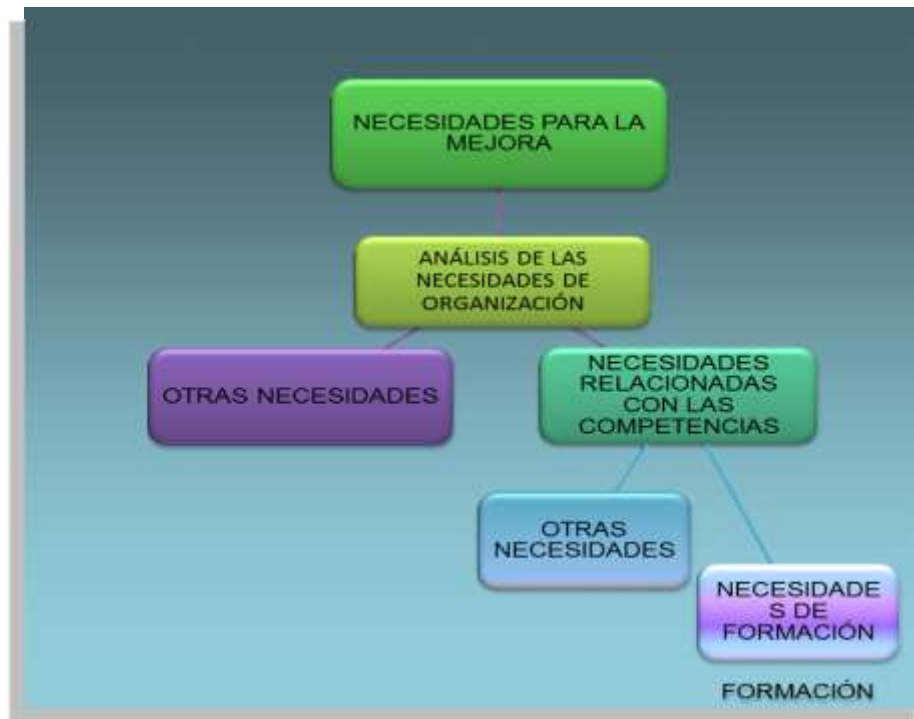 NECESIDADES PARA LA
MEJORA
ANÁLISIS DE LAS
NECESIDADES DE
ORGANIZACIÓN
OTRAS NECESIDADES
NECESIDADES
RELACIONADAS
CON LAS
COMPETENCIAS
OTRAS
NECESIDADES
NECESIDADE
S DE
FORMACIÓN
FORMACIÓN